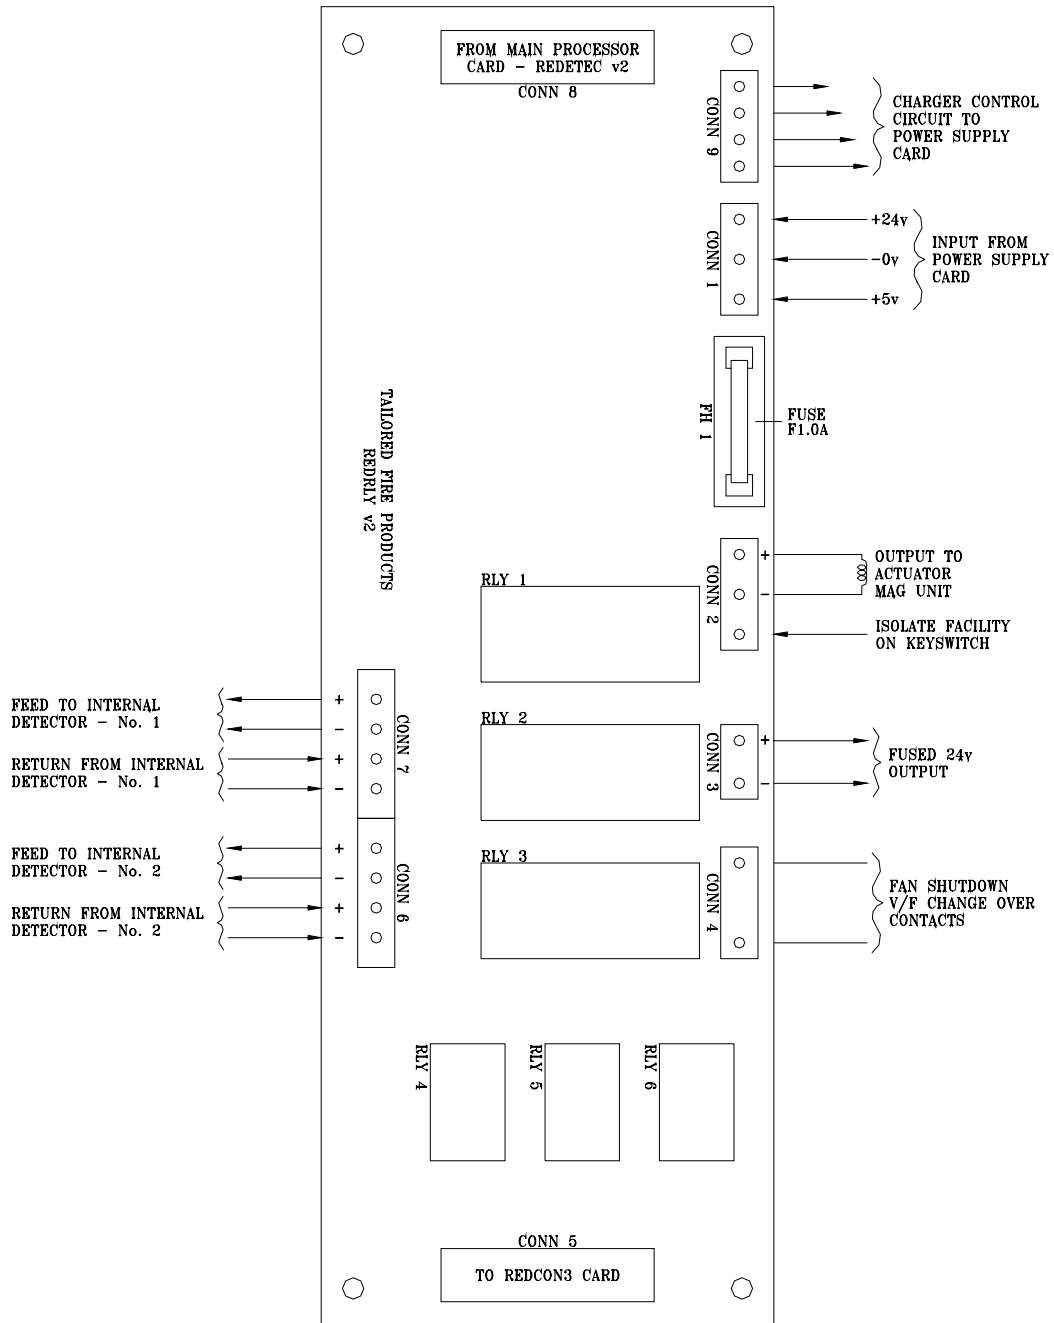 FROM MAIN PROCESSOR
CARD - REDETEC v2
CONN 8
CONN 9
CHARGER CONTROL
CIRCUIT TO
POWER SUPPLY
CARD
CONN 1
+24v
-0v
+5v
INPUT FROM
POWER SUPPLY
CARD
FH 1
FUSE
F1.0A
TAILORED FIRE PRODUCTS
REDRLY v2
CONN 2
+
-
OUTPUT TO
ACTUATOR
MAG UNIT
ISOLATE FACILITY
ON KEYSWITCH
RLY 1
FEED TO INTERNAL
DETECTOR - No. 1
RETURN FROM INTERNAL
DETECTOR - No. 1
+
-
+
-
CONN 7
RLY 2
CONN 3
+
-
FUSED 24v
OUTPUT
FEED TO INTERNAL
DETECTOR - No. 2
RETURN FROM INTERNAL
DETECTOR - No. 2
+
-
+
-
CONN 6
RLY 3
CONN 4
FAN SHUTDOWN
V/F CHANGE OVER
CONTACTS
RLY 4
RLY 5
RLY 6
CONN 5
TO REDCON3 CARD